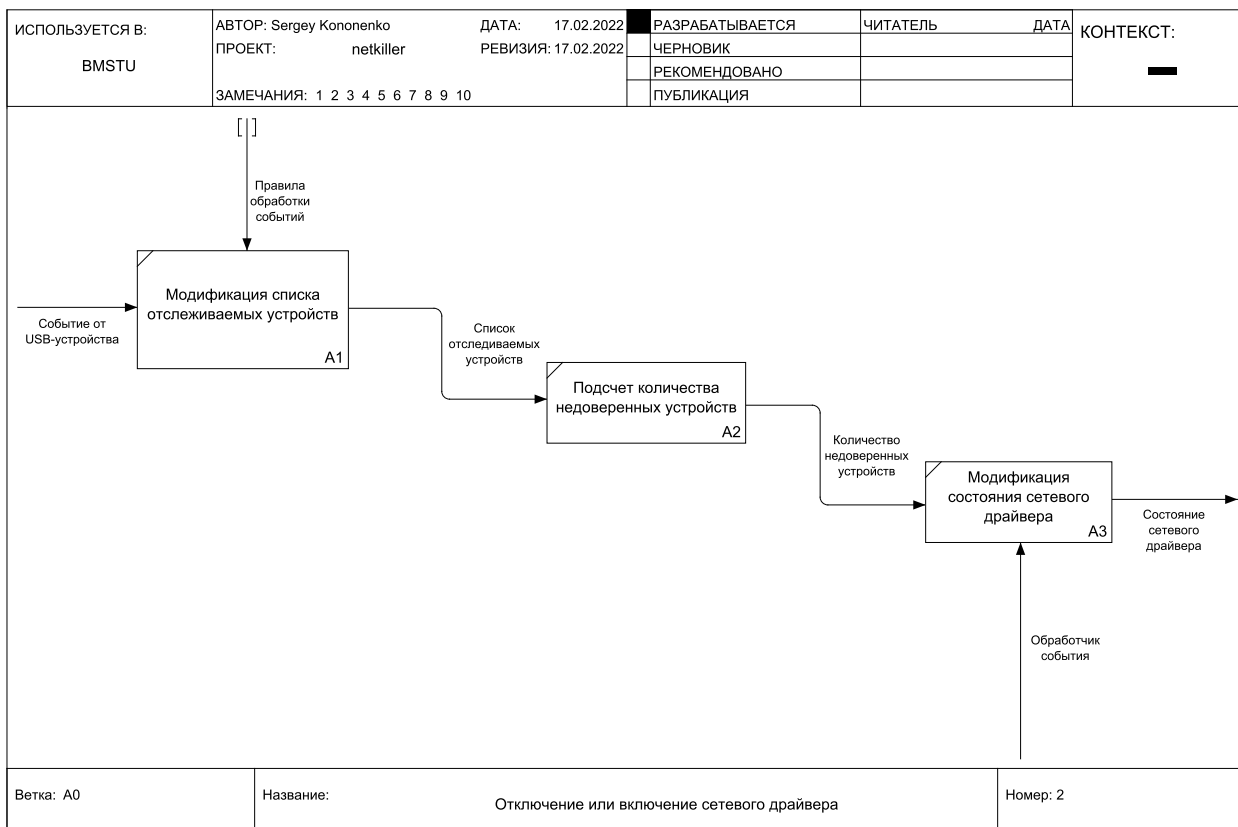 ИСПОЛЬЗУЕТСЯ В:
BMSTU
АВТОР: Sergey Kononenko
ДАТА: 17.02.2022
ПРОЕКТ: netkiller
РЕВИЗИЯ: 17.02.2022
ЗАМЕЧАНИЯ: 1 2 3 4 5 6 7 8 9 10
РАЗРАБАТЫВАЕТСЯ
ЧЕРНОВИК
РЕКОМЕНДОВАНО
ПУБЛИКАЦИЯ
ЧИТАТЕЛЬ
ДАТА
КОНТЕКСТ:
Правила
обработки
событий
Событие от
USB-устройства
Модификация списка
отслеживаемых устройств
A1
Список
отследиваемых
устройств
Подсчет количества
недоверенных устройств
A2
Количество
недоверенных
устройств
Модификация
состояния сетевого
драйвера
A3
Состояние
сетевого
драйвера
Обработчик
события
Ветка: A0
Название:
Отключение или включение сетевого драйвера
Номер: 2